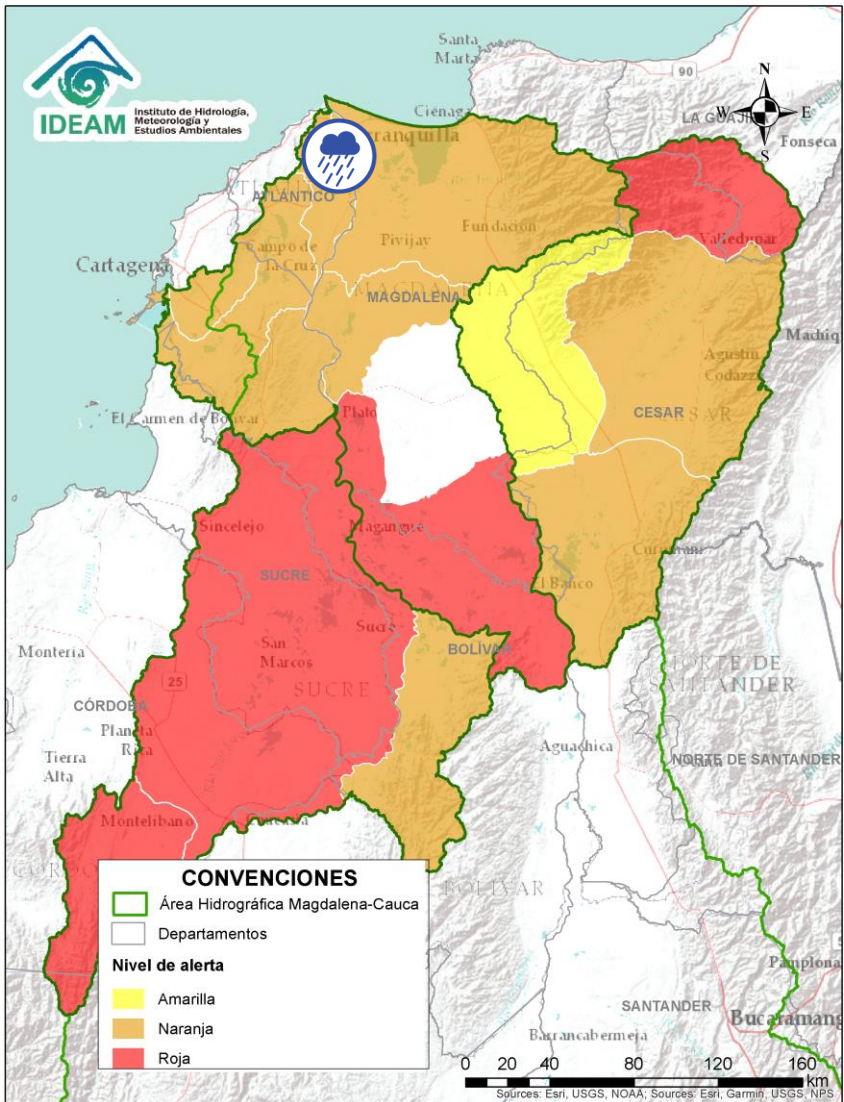 IDEAM
Instituto de Hidrología,
Meteorología y
Estudios Ambientales
Santa
Marta
90
N
W
E
S
Ciénaga
LA GUAJIRA
Fonseca
ATLÁNTICO
Campo de
la Cruz
Pivijay
Fundación
Valledupar
Cartagena
MAGDALENA
Agustín
Codazzi
El Carmen de Bolívar
Plato
CESAR
Sincelejo
Magangué
SUCRE
El Banco
Sucre
BOLÍVAR
San
Marcos
SUCRE
Montería
25
NORTE DE
SANTANDER
CÓRDOBA
Planeta
Rica
Aguachica
NORTE DE SANTANDER
Tierra
Alta
Montelíbano
BOLÍVAR
CONVENCIONES
Área Hidrográfica Magdalena-Cauca
Departamentos
Nivel de alerta
Amarilla
Naranja
Roja
Pamplona
SANTANDER
Bucaramang
Barrancabermeja
0 20 40 80 120 160
km
Sources: Esri, USGS, NOAA; Sources: Esri, Garmin, USGS, NPS